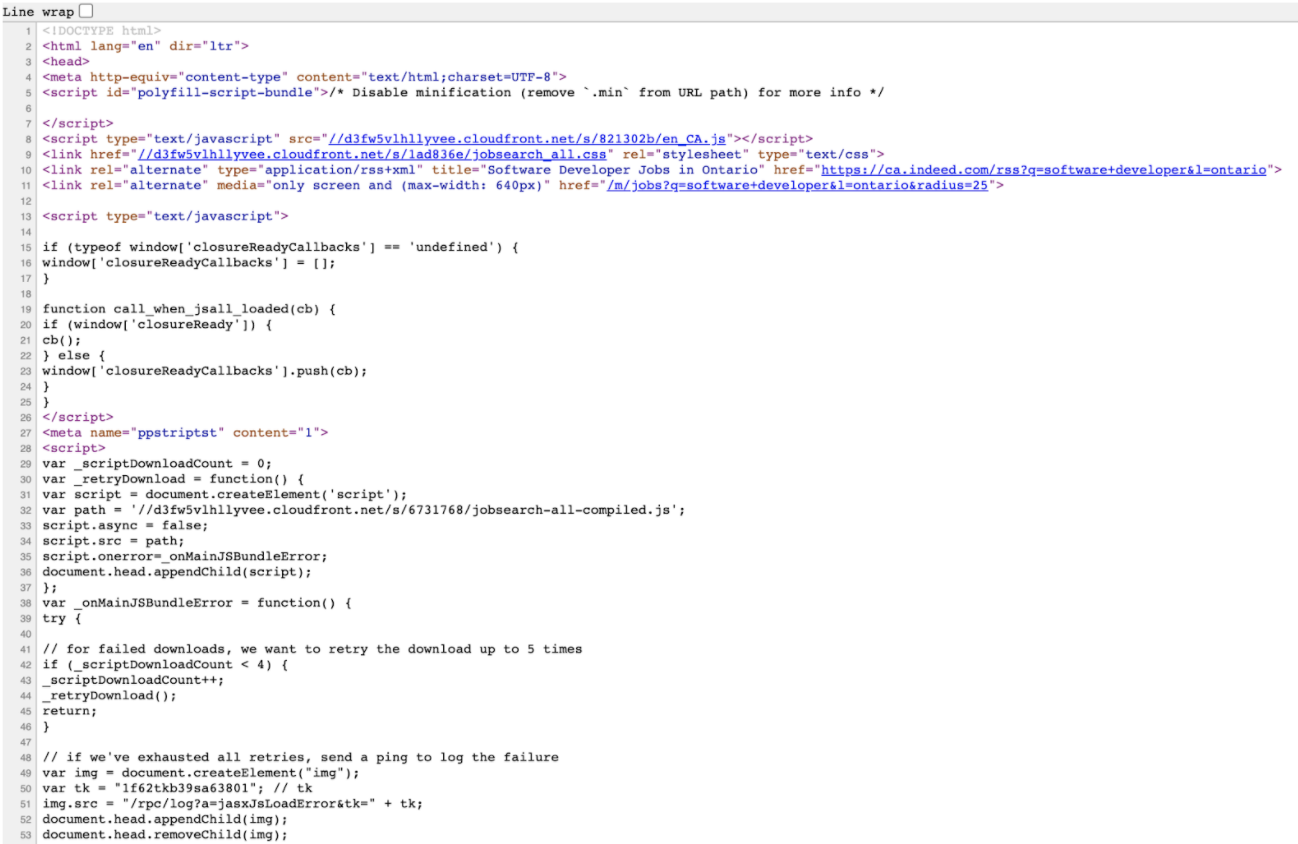 Line wrap
1 <!DOCTYPE html>
2 <html lang="en" dir="ltr">
3 <head>
4 <meta http-equiv="content-type" content="text/html;charset=UTF-8">
5 <script id="polyfill-script-bundle">/* Disable minification (remove `.min` from URL path) for more info */
6
7 </script>
8 <script type="text/javascript" src="//d3fw5vlhllyvee.cloudfront.net/s/821302b/en_CA.js"></script>
9 <link href="//d3fw5vlhllyvee.cloudfront.net/s/1ad836e/jobsearch_all.css" rel="stylesheet" type="text/css">
10 <link rel="alternate" type="application/rss+xml" title="Software Developer Jobs in Ontario" href="https://ca.indeed.com/rss?q=software+developer&l=ontario">
11 <link rel="alternate" media="only screen and (max-width: 640px)" href="/m/jobs?q=software+developer&l=ontario&radius=25">
12
13 <script type="text/javascript">
14
15 if (typeof window['closureReadyCallbacks'] == 'undefined') {
16 window['closureReadyCallbacks'] = [];
17 }
18
19 function call_when_jsall_loaded(cb) {
20 if (window['closureReady']) {
21 cb();
22 } else {
23 window['closureReadyCallbacks'].push(cb);
24 }
25 }
26 </script>
27 <meta name="ppstriptst" content="1">
28 <script>
29 var _scriptDownloadCount = 0;
30 var _retryDownload = function() {
31 var script = document.createElement('script');
32 var path = '//d3fw5vlhllyvee.cloudfront.net/s/6731768/jobsearch-all-compiled.js';
33 script.async = false;
34 script.src = path;
35 script.onerror=_onMainJSBundleError;
36 document.head.appendChild(script);
37 };
38 var _onMainJSBundleError = function() {
39 try {
40
41 // for failed downloads, we want to retry the download up to 5 times
42 if (_scriptDownloadCount < 4) {
43 _scriptDownloadCount++;
44 _retryDownload();
45 return;
46 }
47
48 // if we've exhausted all retries, send a ping to log the failure
49 var img = document.createElement("img");
50 var tk = "1f62tkb39sa63801"; // tk
51 img.src = "/rpc/log?a=jasxJsLoadError&tk=" + tk;
52 document.head.appendChild(img);
53 document.head.removeChild(img);